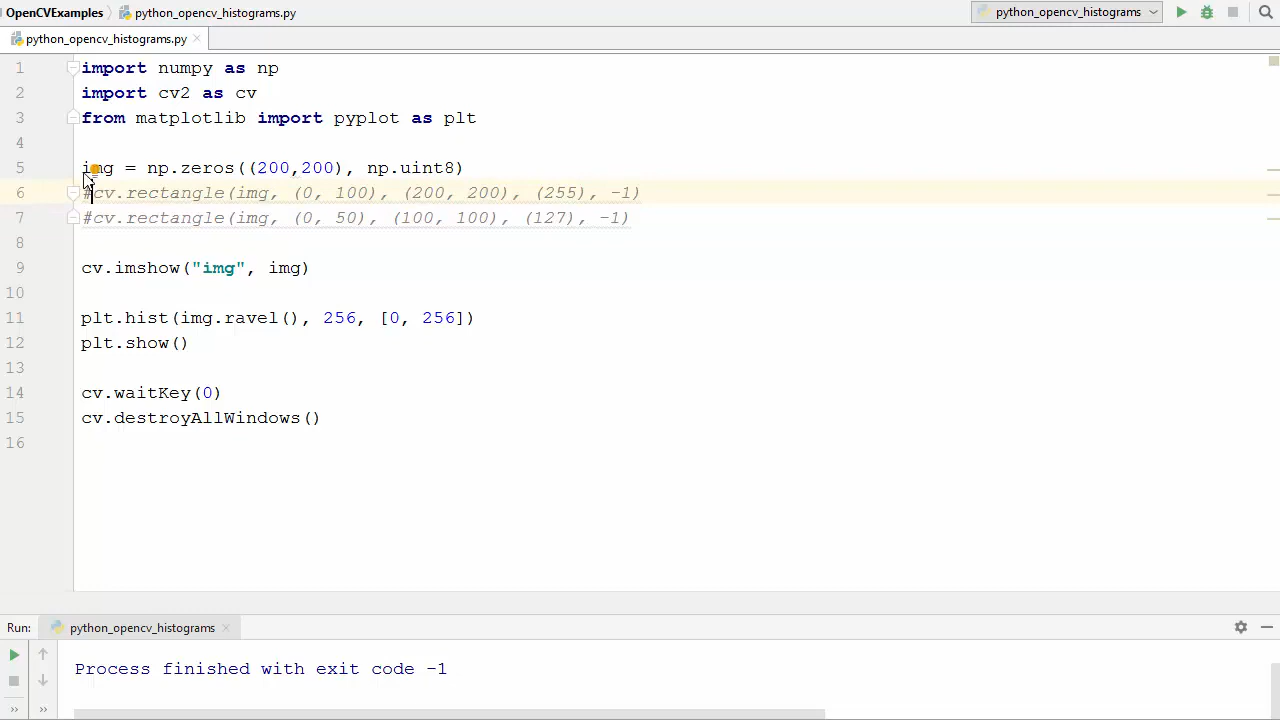 OpenCVExamples python_opencv_histograms.py python_opencv_histograms
python_opencv_histograms.py
1 import numpy as np
2 import cv2 as cv
3 from matplotlib import pyplot as plt
4
5 img = np.zeros((200,200), np.uint8)
6 #cv.rectangle(img, (0, 100), (200, 200), (255), -1)
7 #cv.rectangle(img, (0, 50), (100, 100), (127), -1)
8
9 cv.imshow("img", img)
10
11 plt.hist(img.ravel(), 256, [0, 256])
12 plt.show()
13
14 cv.waitKey(0)
15 cv.destroyAllWindows()
16
Run: python_opencv_histograms
Process finished with exit code -1